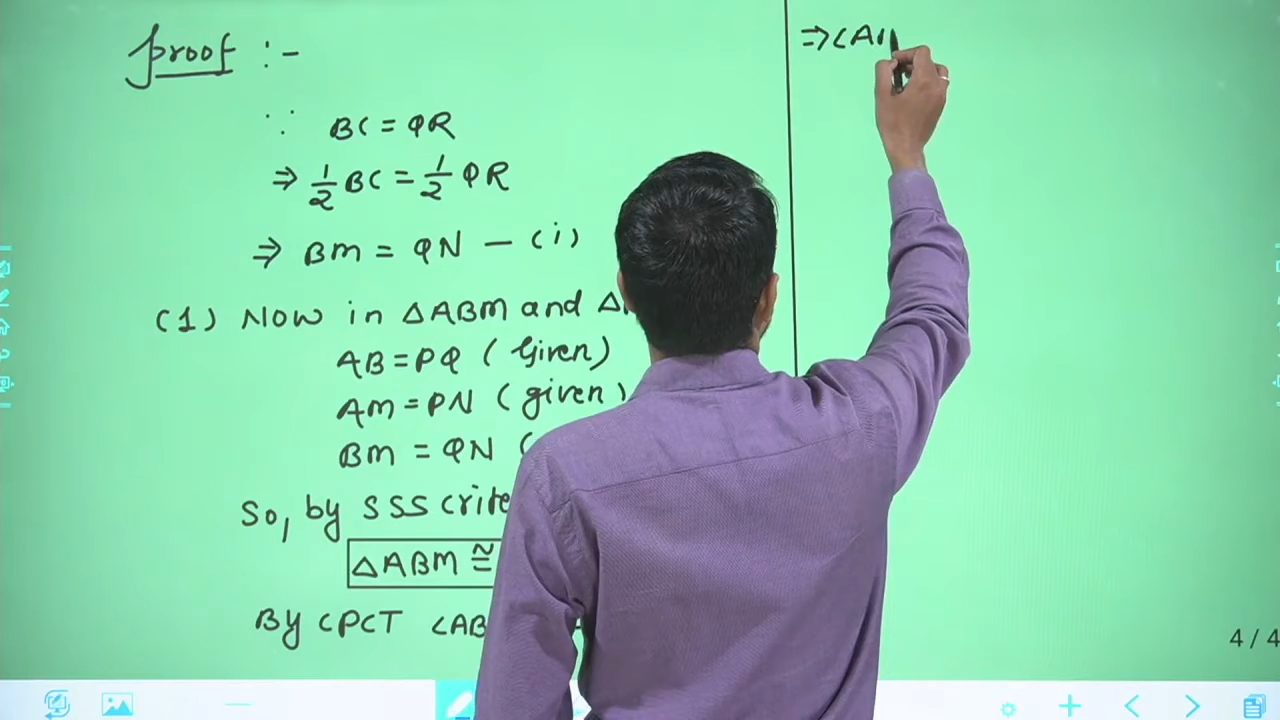 Proof :-
∵ BC = QR
⇒ 1/2 BC = 1/2 QR
⇒ BM = QN - (i)
(1) Now in ΔABM and Δ
AB = PQ (Given)
AM = PN (given)
BM = QN (
So, by SSS crite
ΔABM ≅
By CPCT ∠AB
⇒ ∠A
4 / 4